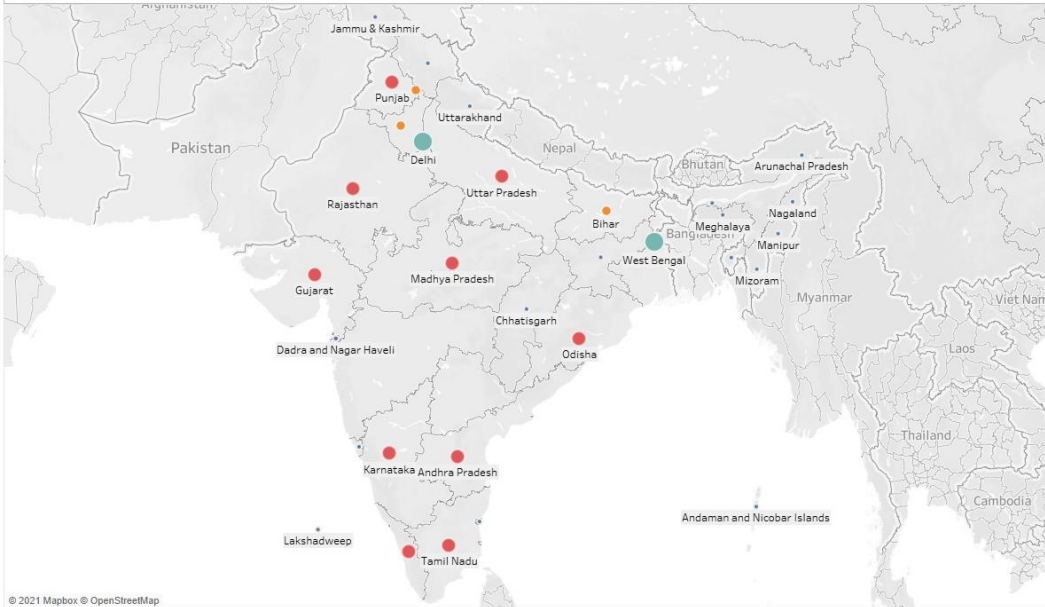 Afghanistan
Jammu & Kashmir
Punjab
Uttarakhand
Pakistan
Delhi
Nepal
Bhutan
Arunachal Pradesh
Uttar Pradesh
Rajasthan
Bihar
Meghalaya
Nagaland
Bangladesh
Manipur
West Bengal
Madhya Pradesh
Mizoram
Gujarat
Myanmar
Viet Nam
Chhatisgarh
Dadra and Nagar Haveli
Odisha
Laos
Thailand
Karnataka
Andhra Pradesh
Cambodia
Andaman and Nicobar Islands
Lakshadweep
Tamil Nadu
© 2021 Mapbox © OpenStreetMap